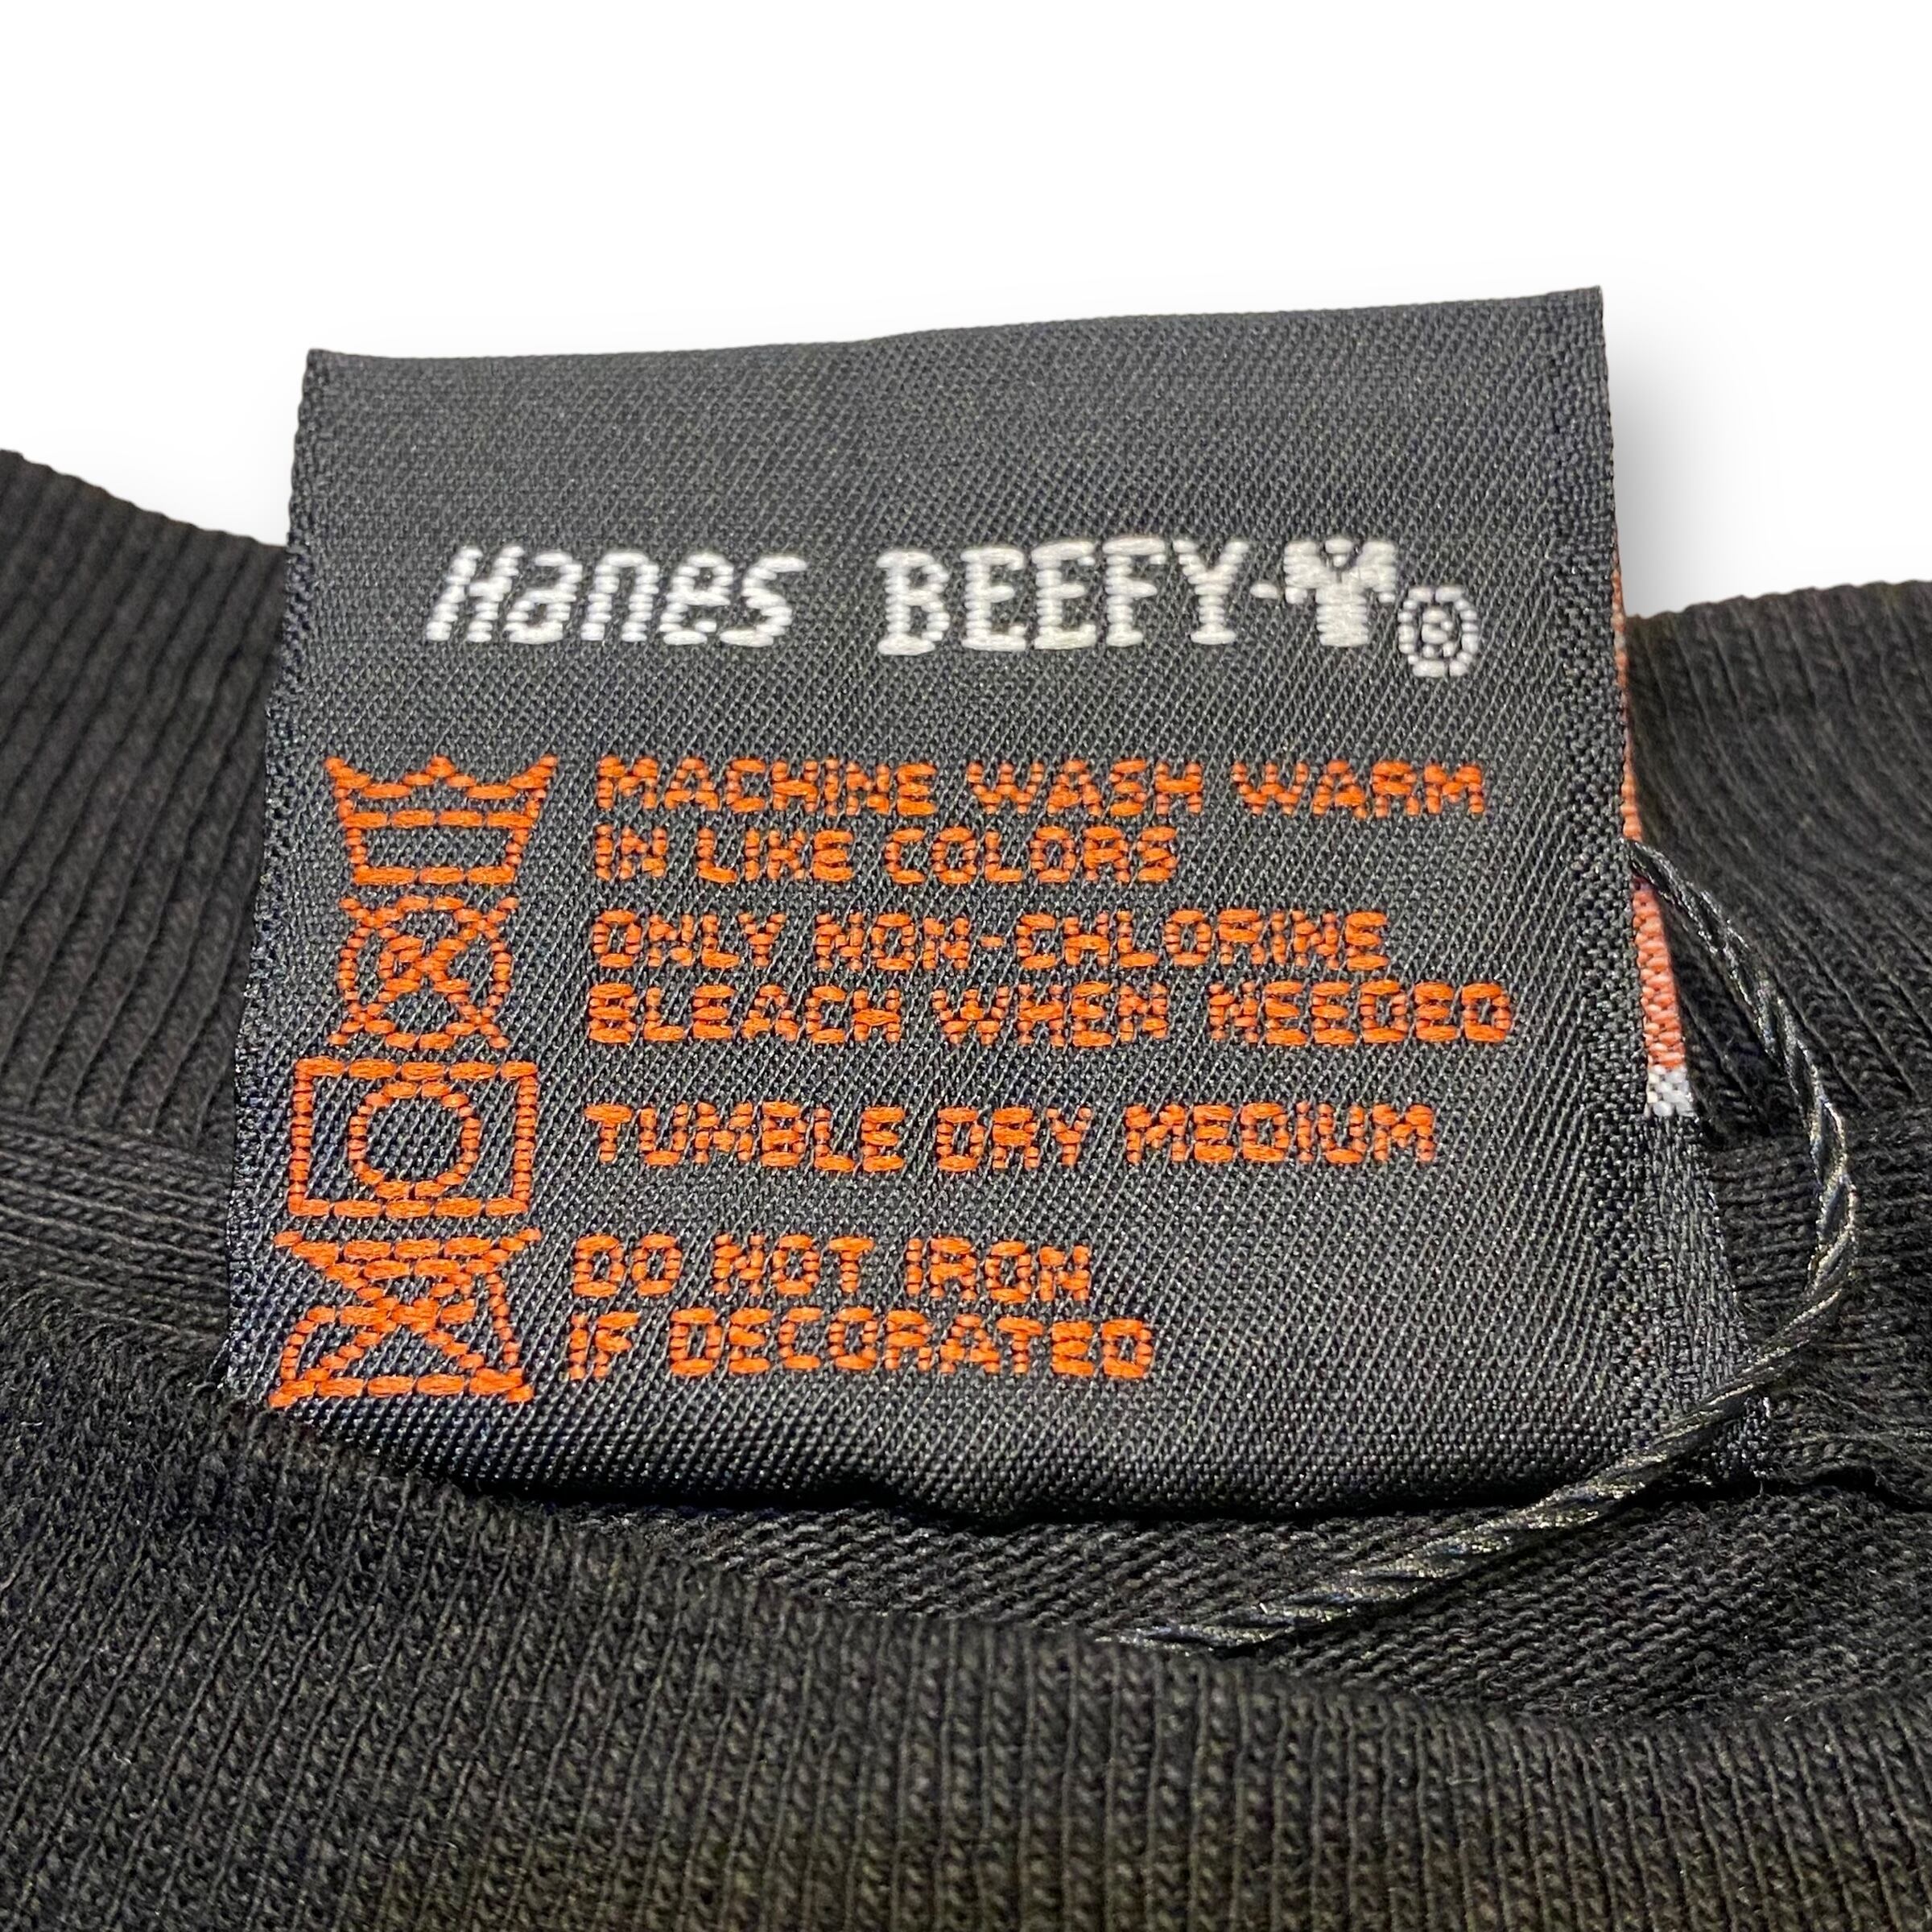 Hanes BEEFY-T®
MACHINE WASH WARM
IN LIKE COLORS
ONLY NON-CHLORINE
BLEACH WHEN NEEDED
TUMBLE DRY MEDIUM
DO NOT IRON
IF DECORATED